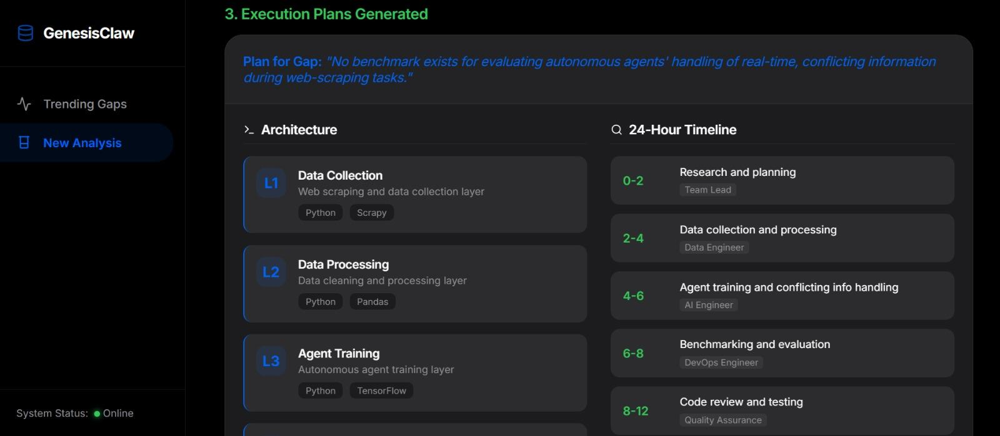 GenesisClaw
Trending Gaps
New Analysis
System Status: Online
3. Execution Plans Generated
Plan for Gap: "No benchmark exists for evaluating autonomous agents' handling of real-time, conflicting information
during web-scraping tasks."
Architecture
L1
Data Collection
Web scraping and data collection layer
Python Scrapy
L2
Data Processing
Data cleaning and processing layer
Python Pandas
L3
Agent Training
Autonomous agent training layer
Python TensorFlow
24-Hour Timeline
0-2
Research and planning
Team Lead
2-4
Data collection and processing
Data Engineer
4-6
Agent training and conflicting info handling
AI Engineer
6-8
Benchmarking and evaluation
DevOps Engineer
8-12
Code review and testing
Quality Assurance